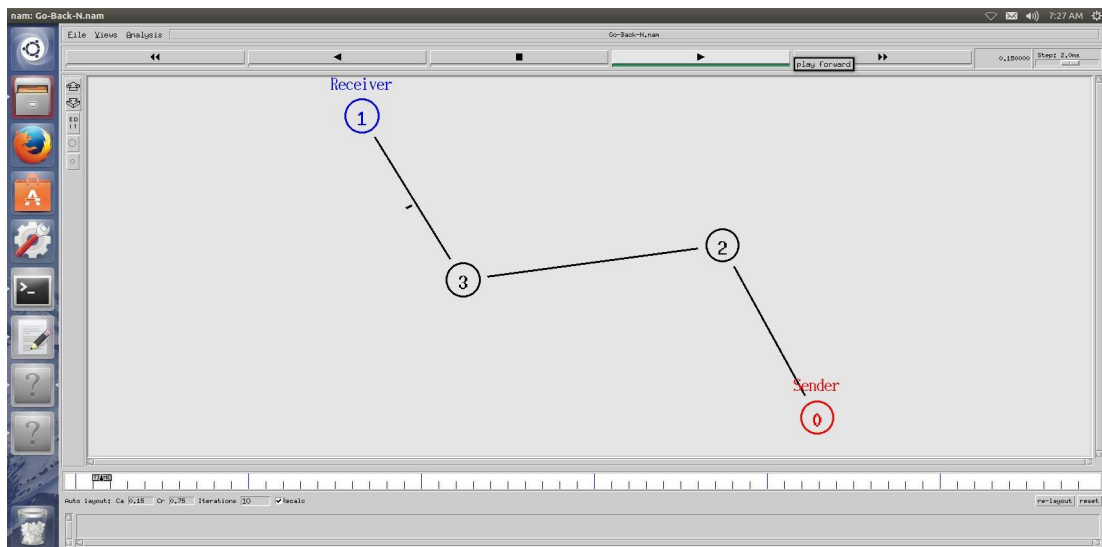 nam: Go-Back-N.nam
7:27 AM
File Views Analysis
Go-Back-N.nam
play forward
0.150000
Step: 2.0ms
ED
IT
Receiver
1
3
2
Sender
0
Auto layout: Ca 0.15 Cr 0.75 Iterations 10 Recalc
re-layout reset